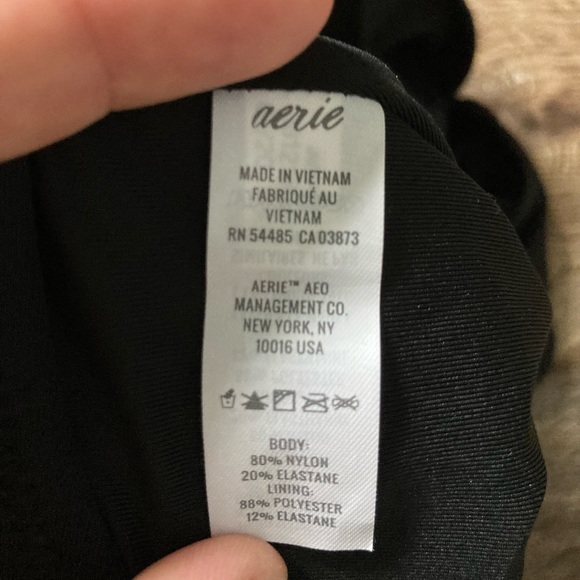 aerie
MADE IN VIETNAM
FABRIQUÉ AU
VIETNAM
RN 54485 CA 03873
AERIE™ AEO
MANAGEMENT CO.
NEW YORK, NY
10016 USA
BODY:
80% NYLON
20% ELASTANE
LINING:
88% POLYESTER
12% ELASTANE